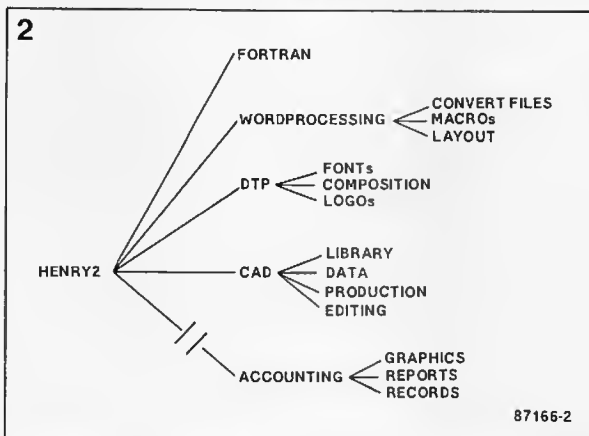 2
FORTRAN
WORDPROCESSING
CONVERT FILES
MACROs
LAYOUT
DTP
FONTs
COMPOSITION
LOGOs
HENRY2
CAD
LIBRARY
DATA
PRODUCTION
EDITING
ACCOUNTING
GRAPHICS
REPORTS
RECORDS
87166-2